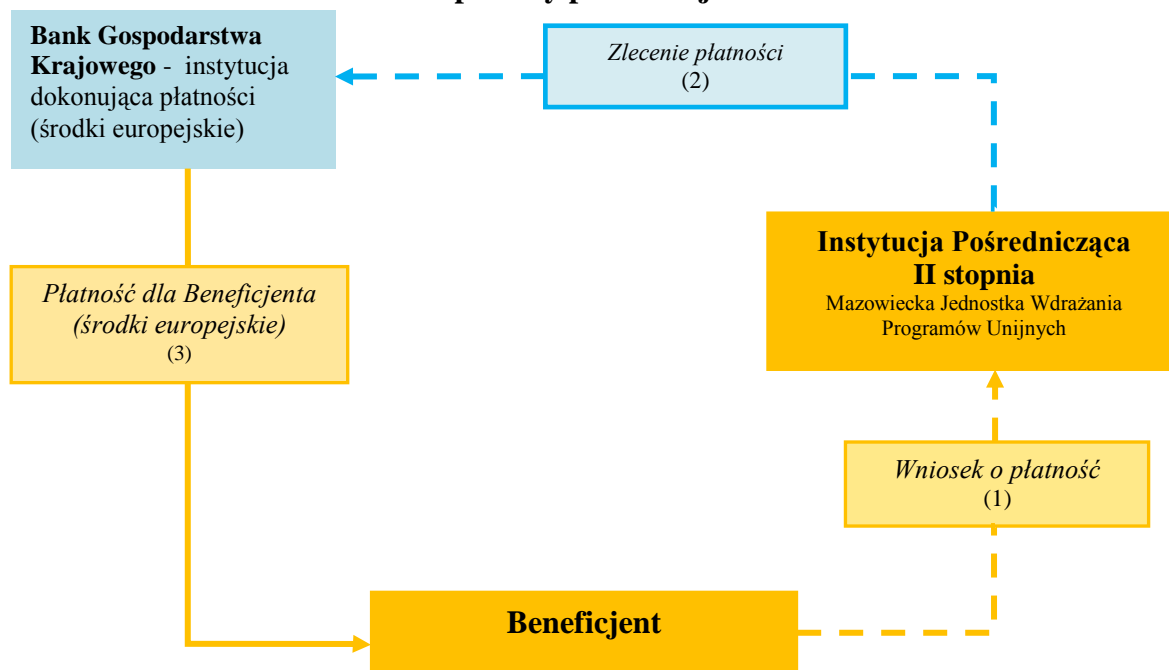 Bank Gospodarstwa
Krajowego - instytucja
dokonująca płatności
(środki europejskie)
Zlecenie płatności
(2)
Instytucja Pośrednicząca
II stopnia
Mazowiecka Jednostka Wdrażania
Programów Unijnych
Płatność dla Beneficjenta
(środki europejskie)
(3)
Wniosek o płatność
(1)
Beneficjent